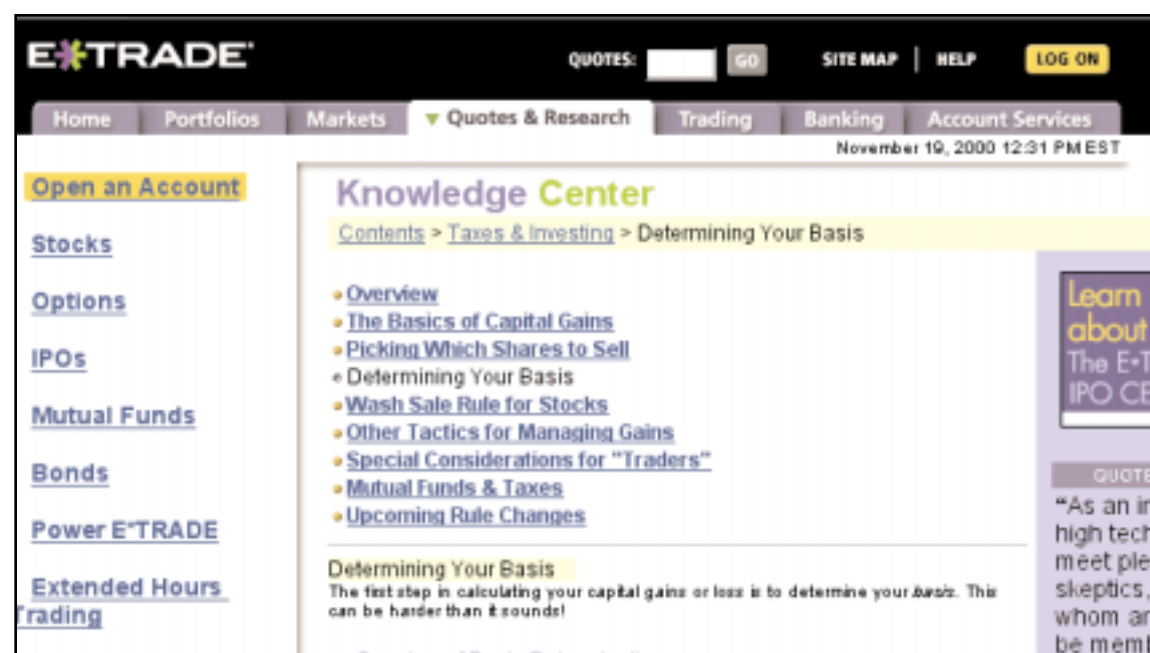 E*TRADE
QUOTES: GO SITE MAP | HELP LOG ON
Home Portfolios Markets Quotes & Research Trading Banking Account Services
November 19, 2000 12:31 PM EST
Open an Account
Stocks
Options
IPOs
Mutual Funds
Bonds
Power E*TRADE
Extended Hours
Trading
Knowledge Center
Contents > Taxes & Investing > Determining Your Basis
Overview
The Basics of Capital Gains
Picking Which Shares to Sell
Determining Your Basis
Wash Sale Rule for Stocks
Other Tactics for Managing Gains
Special Considerations for "Traders"
Mutual Funds & Taxes
Upcoming Rule Changes
Determining Your Basis
The first step in calculating your capital gains or loss is to determine your basis. This
can be harder than it sounds!
Learn
about
The E*T
IPO CE
QUOTE
"As an i
high tech
meet ple
skeptics,
whom ar
be memb